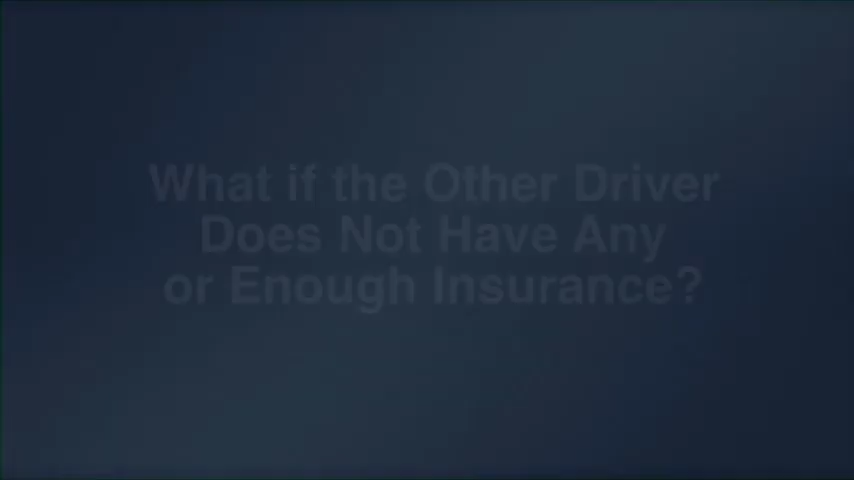 What if the Other Driver
Does Not Have Any
or Enough Insurance?